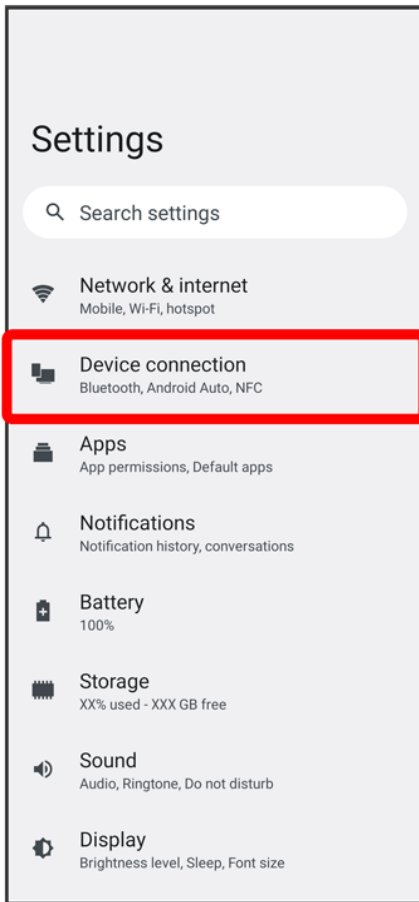 Settings
Search settings
Network & internet
Mobile, Wi-Fi, hotspot
Device connection
Bluetooth, Android Auto, NFC
Apps
App permissions, Default apps
Notifications
Notification history, conversations
Battery
100%
Storage
XX% used - XXX GB free
Sound
Audio, Ringtone, Do not disturb
Display
Brightness level, Sleep, Font size